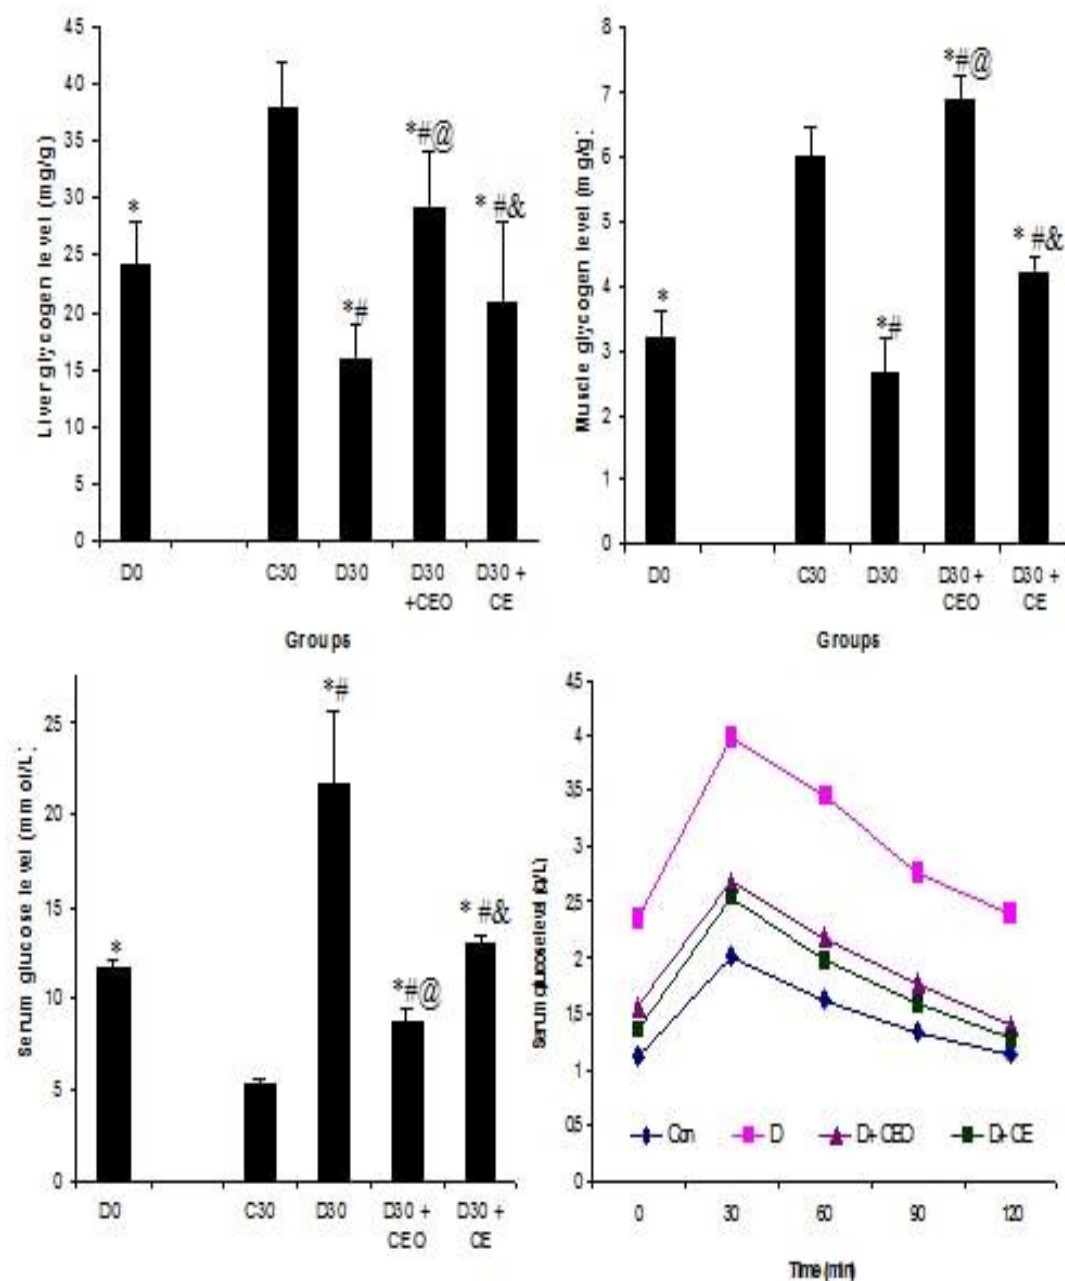 45
40
35
30
25
20
15
10
5
0
Liver glycogen level (mg/g)
*
*#
*#@
* #&
D0
C30
D30
D30
+CEO
D30 +
CE
Groups
8
7
6
5
4
3
2
1
0
Muscle glycogen level (mg/g)
*
*#
*#@
* #&
D0
C30
D30
D30 +
CEO
D30 +
CE
Groups
25
20
15
10
5
0
Serum glucose level (mmol/L)
*
*#
*#@
* #&
D0
C30
D30
D30 +
CEO
D30 +
CE
45
4
35
3
25
2
15
1
05
0
Serum glucose level (g/L)
Con
D
D+ CEO
D+ CE
0
30
60
90
120
Time (min)